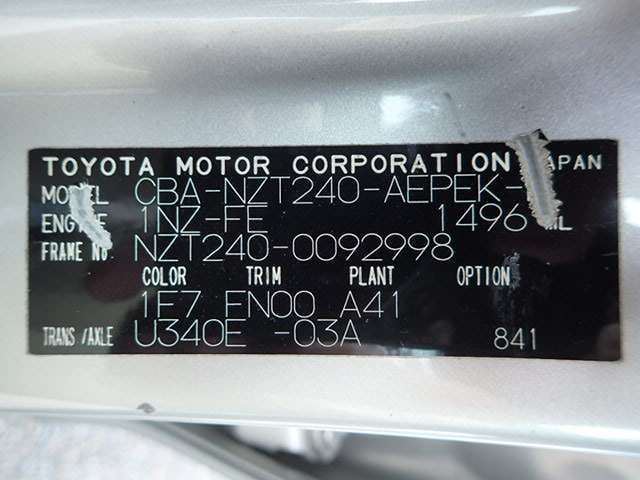 TOYOTA MOTOR CORPORATION JAPAN
MODEL CBA-NZT240-AEPEK-
ENGINE 1NZ-FE 1496 ML
FRAME No. NZT240-0092998
COLOR TRIM PLANT OPTION
1F7 FN00 A41
TRANS/AXLE U340E -03A 841